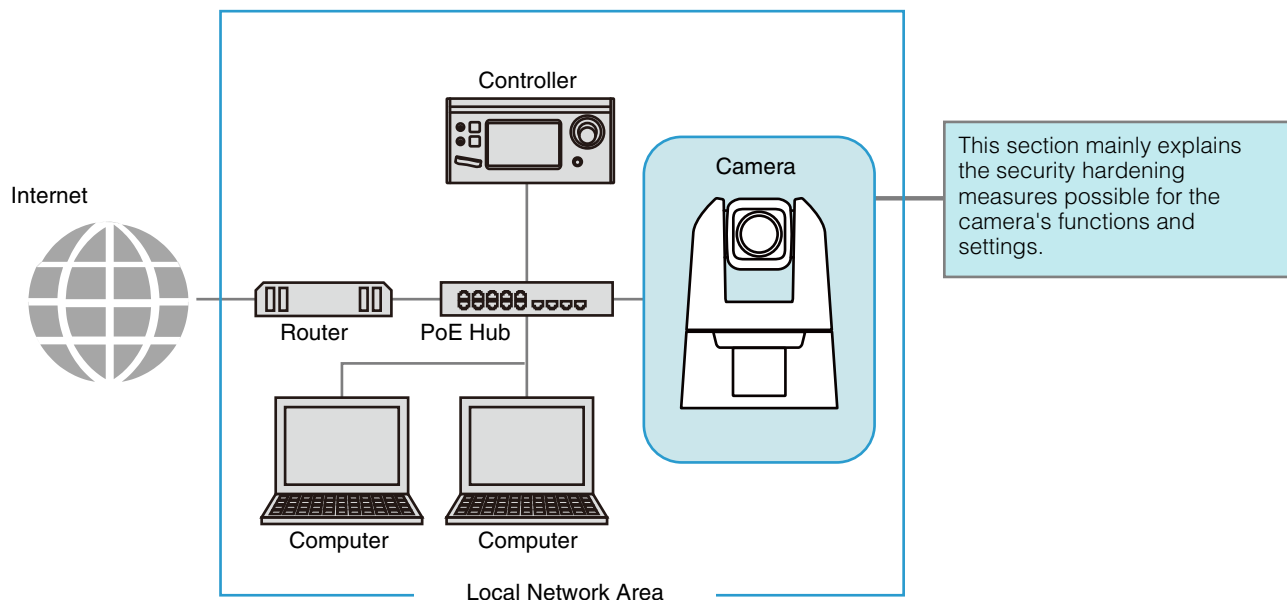 Controller
Camera
This section mainly explains
the security hardening
measures possible for the
camera's functions and
settings.
Internet
Router
PoE Hub
Computer
Computer
Local Network Area